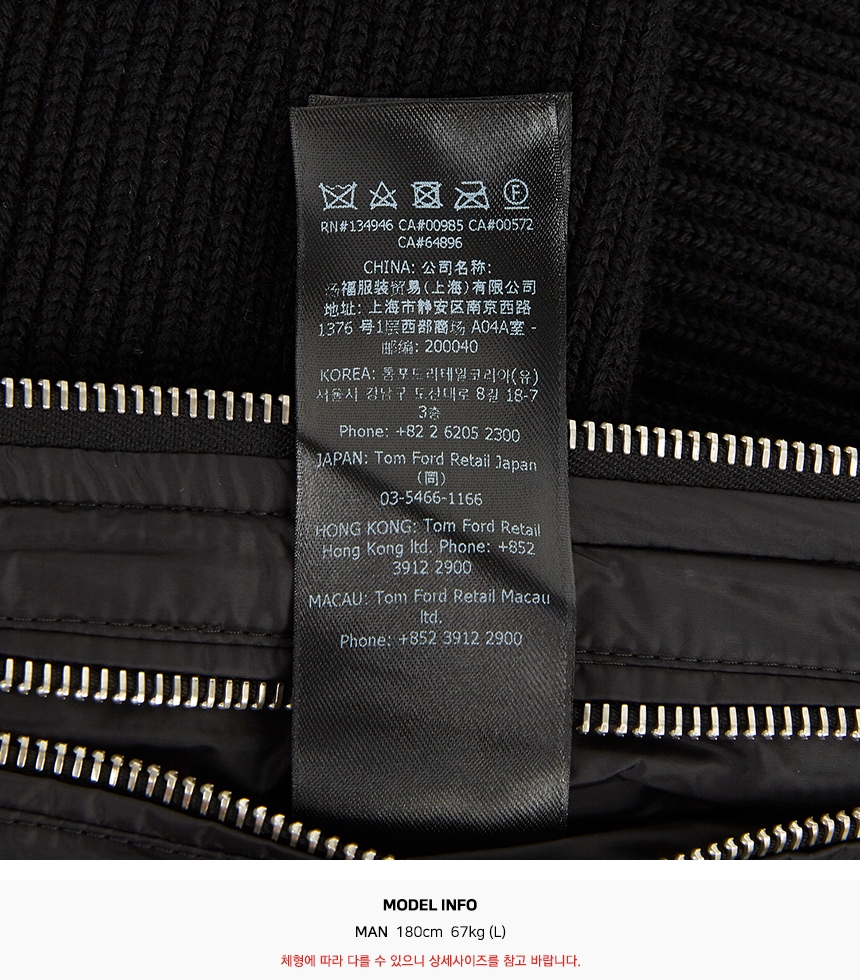 F
RN#134946 CA#00985 CA#00572
CA#64896
CHINA: 公司名称:
汤福服装贸易(上海)有限公司
地址: 上海市静安区南京西路
1376 号1层西部商场 A04A室 -
邮编: 200040
KOREA: 톰포드리테일코리아(유)
서울시 강남구 도산대로 8길 18-7
3층
Phone: +82 2 6205 2300
JAPAN: Tom Ford Retail Japan
(同)
03-5466-1166
HONG KONG: Tom Ford Retail
Hong Kong ltd. Phone: +852
3912 2900
MACAU: Tom Ford Retail Macau
ltd.
Phone: +852 3912 2900
MODEL INFO
MAN 180cm 67kg (L)
체형에 따라 다를 수 있으니 상세사이즈를 참고 바랍니다.